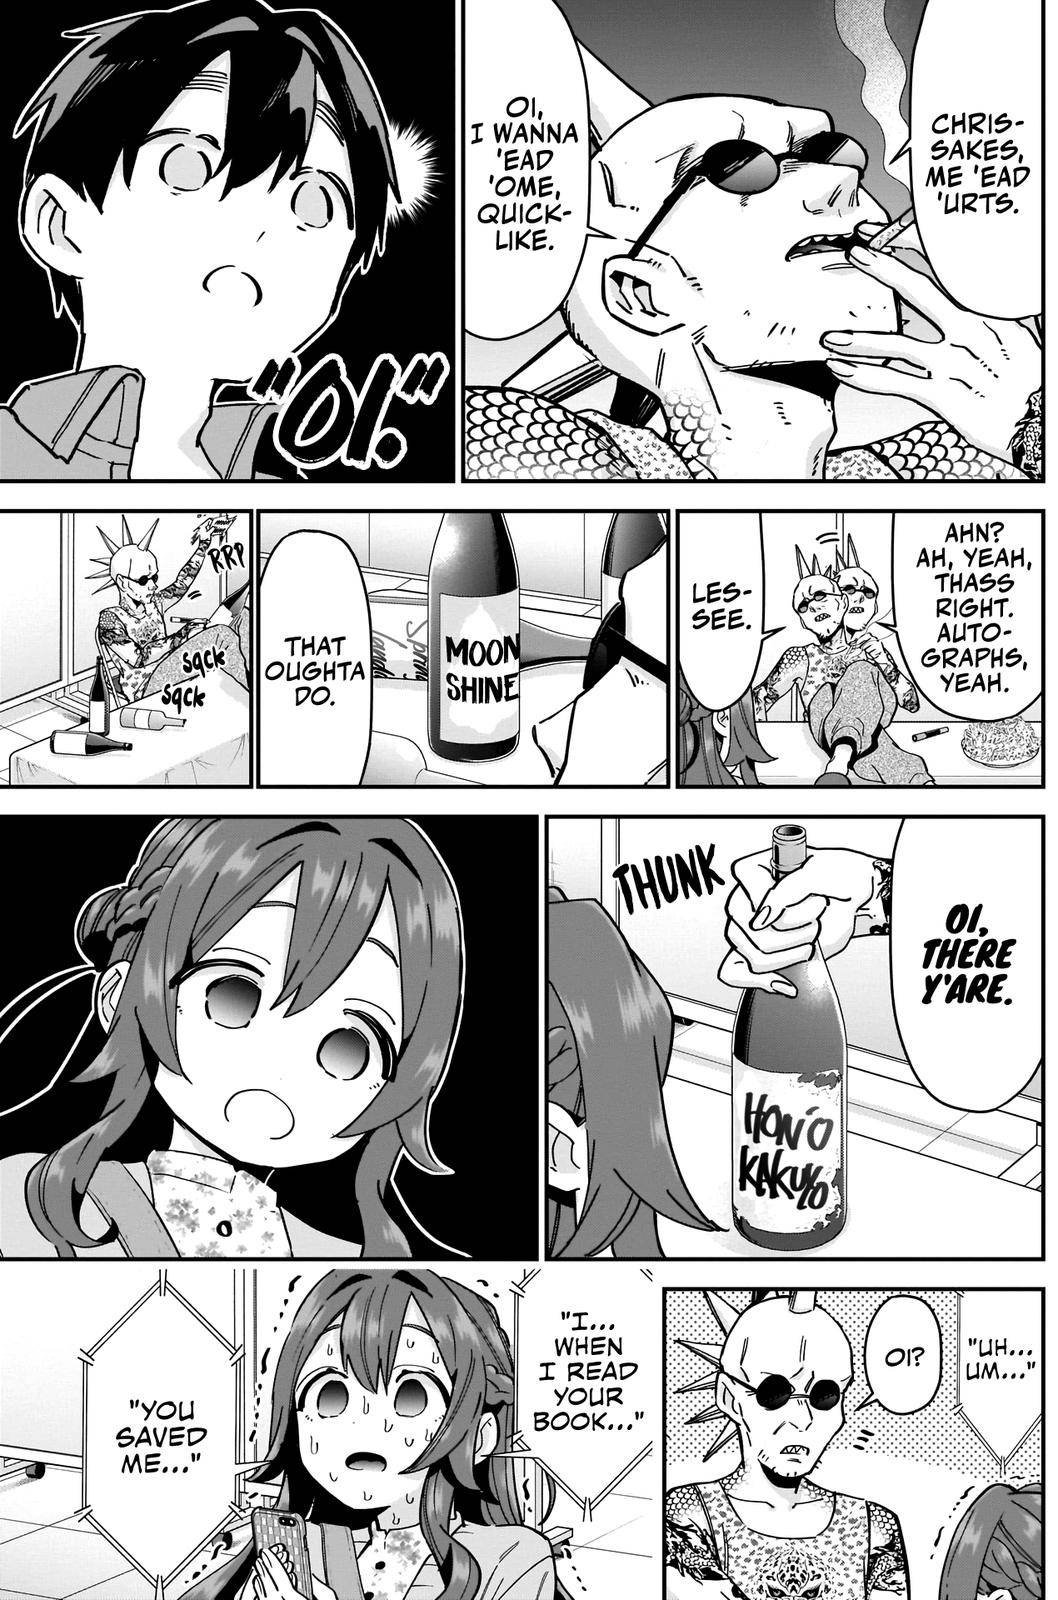 CHRIS-
SAKES,
ME 'EAD
'URTS.
OI,
I WANNA
'EAD
'OME,
QUICK-
LIKE.
"OI."
AHN?
AH, YEAH,
THASS
RIGHT.
AUTO-
GRAPHS,
YEAH.
LES-
SEE.
MOON
SHINE
THAT
OUGHTA
DO.
RRP
SQCK
SQCK
OI,
THERE
Y'ARE.
THUNK
HON'O
KAKUYO
"UH...
UM..."
OI?
"I...
WHEN
I READ
YOUR
BOOK..."
"YOU
SAVED
ME..."